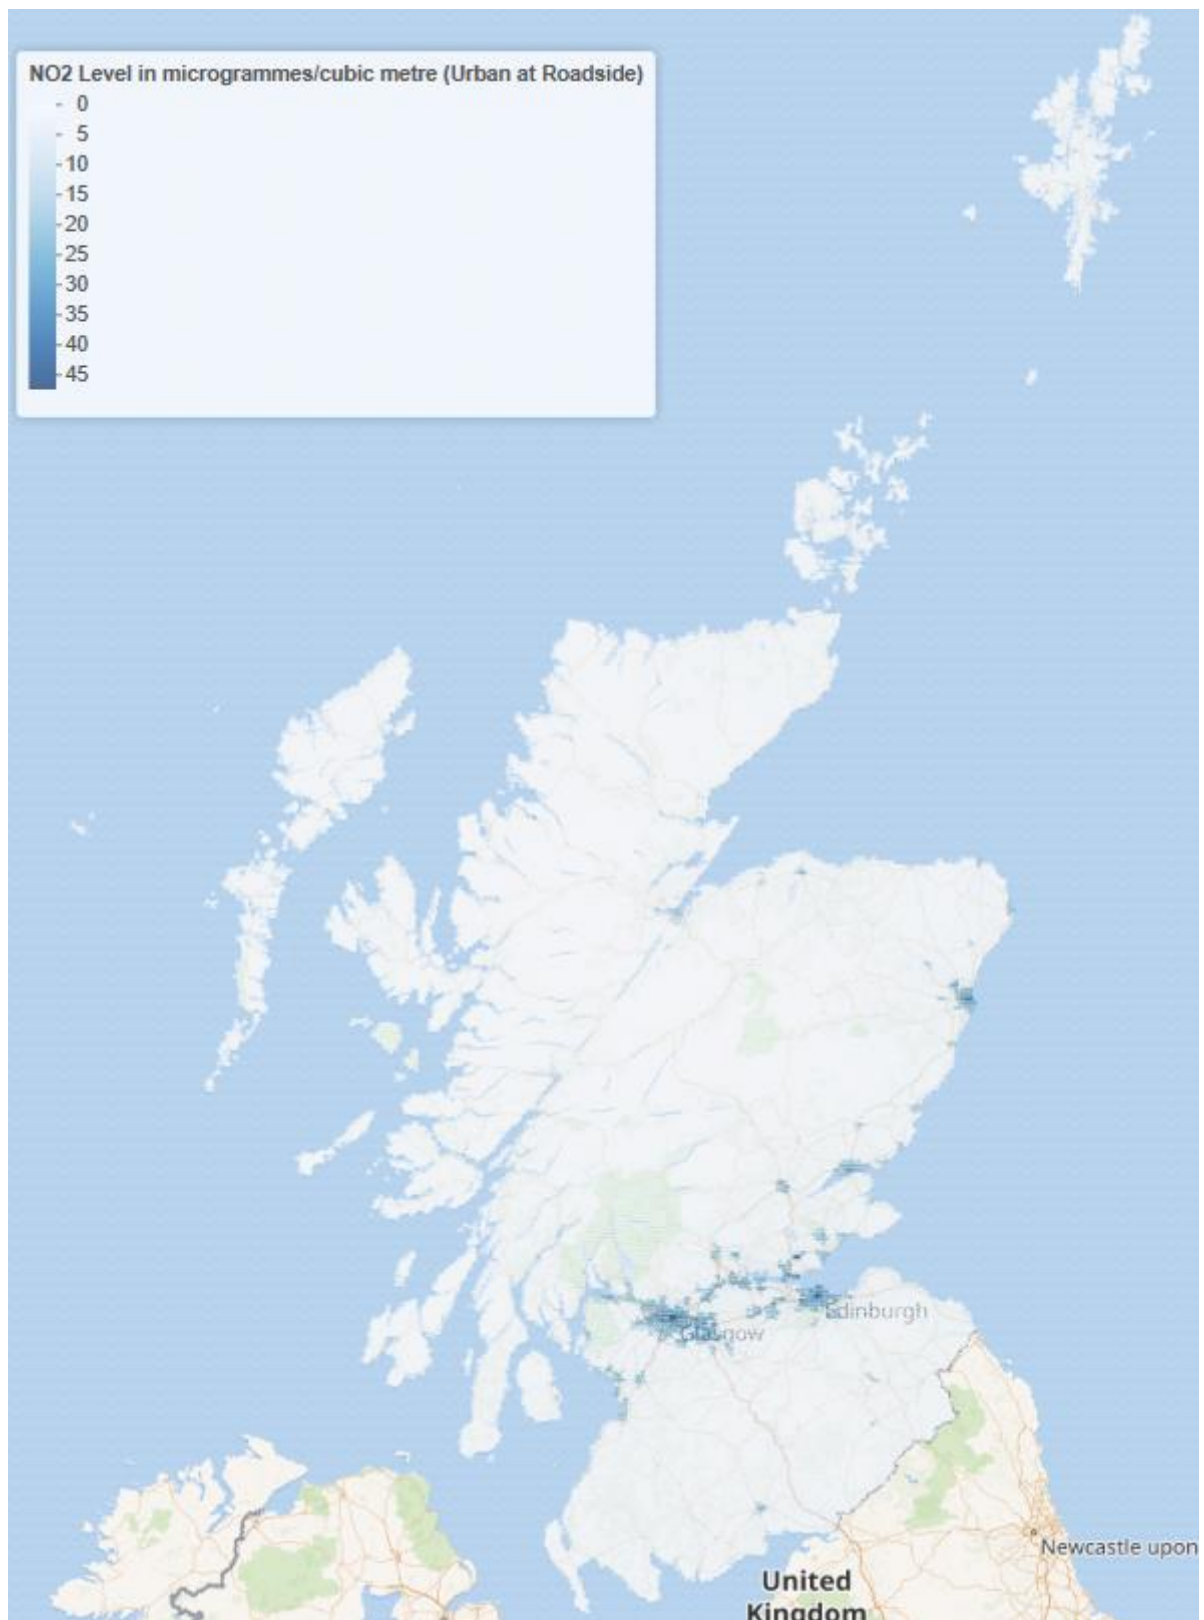 NO2 Level in microgrammes/cubic metre (Urban at Roadside)
0
5
10
15
20
25
30
35
40
45
Edinburgh
Glasgow
Newcastle upon
United
Kingdom